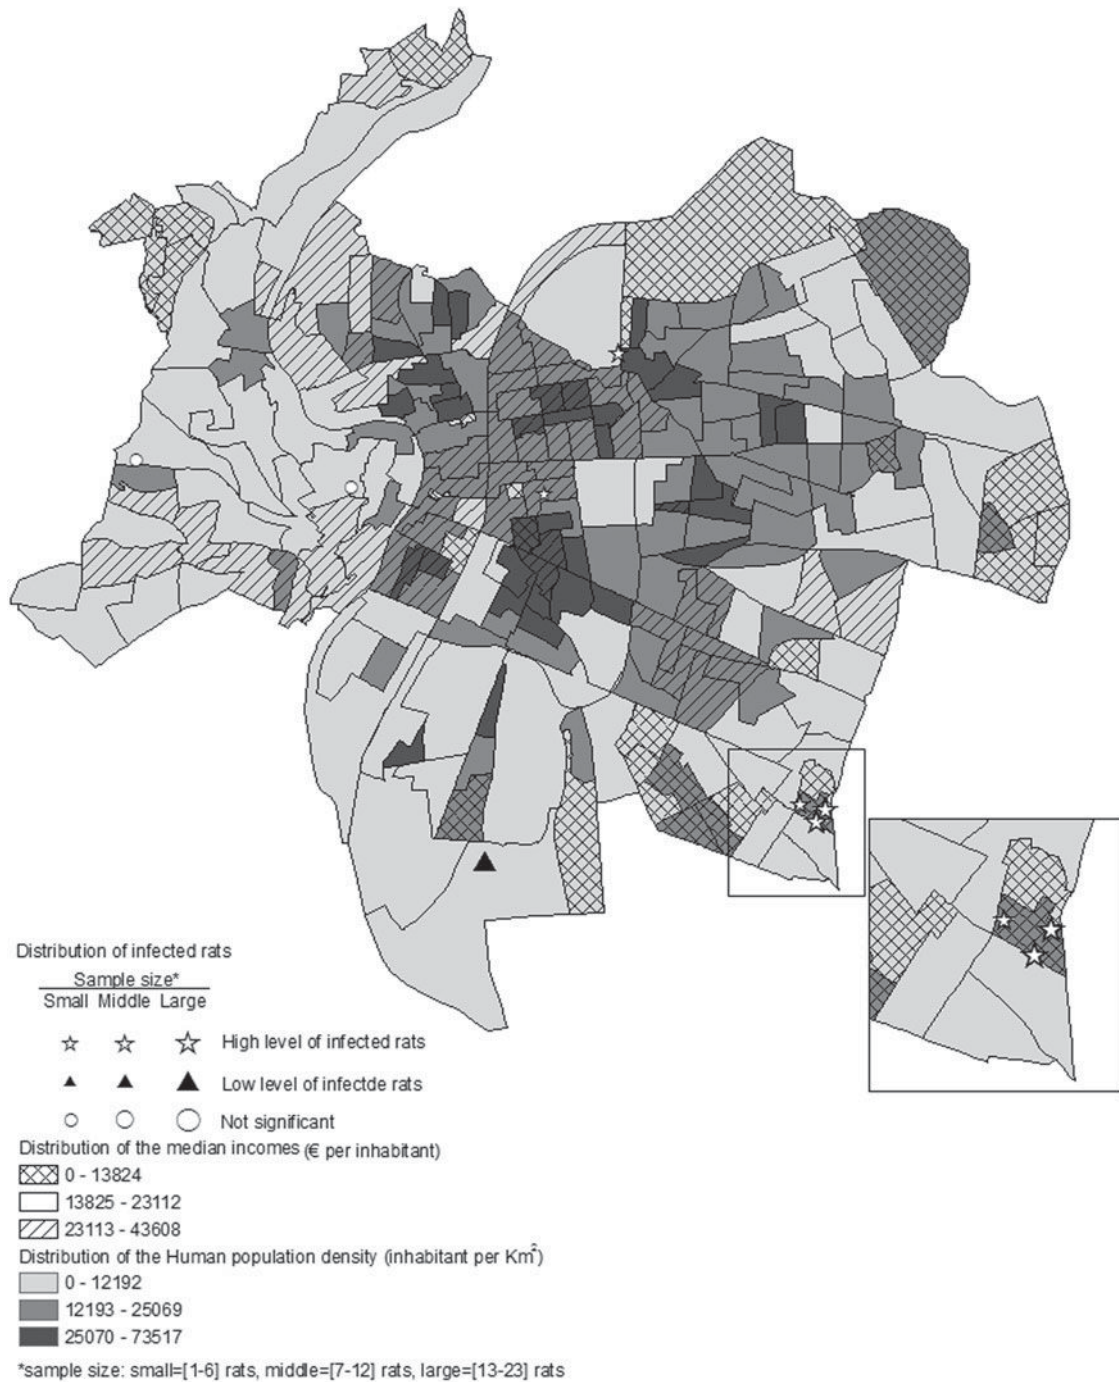 Distribution of infected rats
Sample size*
Small Middle Large
High level of infected rats
Low level of infectde rats
Not significant
Distribution of the median incomes (€ per inhabitant)
0 - 13824
13825 - 23112
23113 - 43608
Distribution of the Human population density (inhabitant per Km²)
0 - 12192
12193 - 25069
25070 - 73517
*sample size: small=[1-6] rats, middle=[7-12] rats, large=[13-23] rats